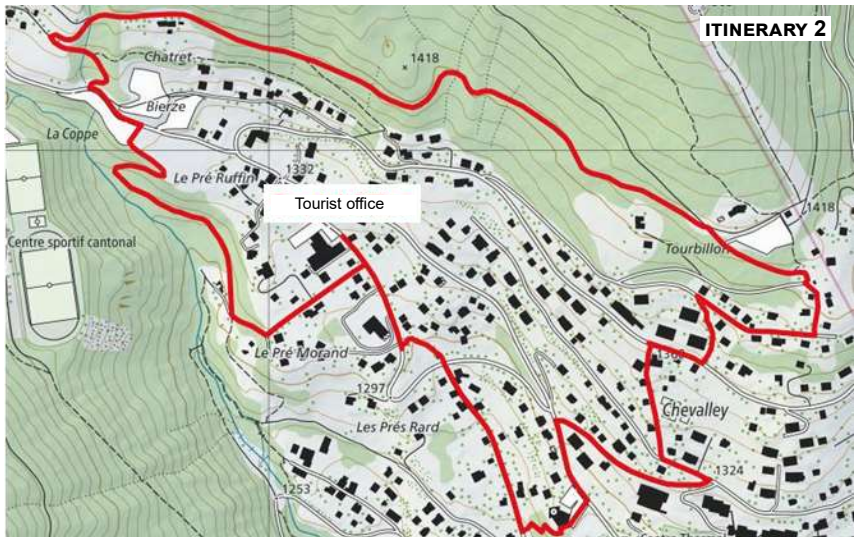 ITINERARY 2
1418
Chatret
Bierze
La Coppe
1332
Le Pré Ruffin
Tourist office
1418
Centre sportif cantonal
Tourbillon
Le Pré Morand
1297
Chevalley
Les Prés Rard
1324
1253